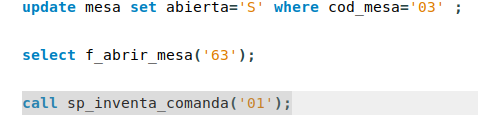 update mesa set abierta='S' where cod_mesa='03' ;
select f_abrir_mesa('63');
call sp_inventa_comanda('01');